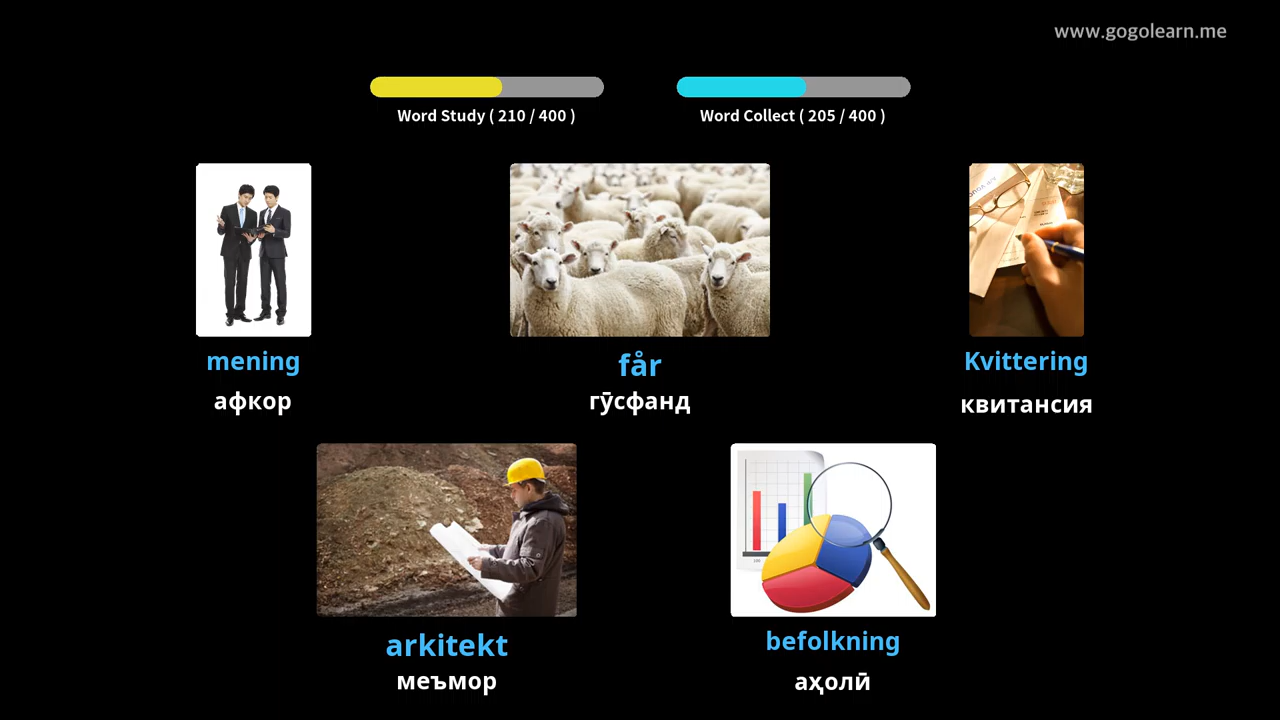 www.gogolearn.me
Word Study ( 210 / 400 )
Word Collect ( 205 / 400 )
mening
får
Kvittering
афкор
гӯсфанд
квитансия
arkitekt
befolkning
меъмор
аҳолӣ